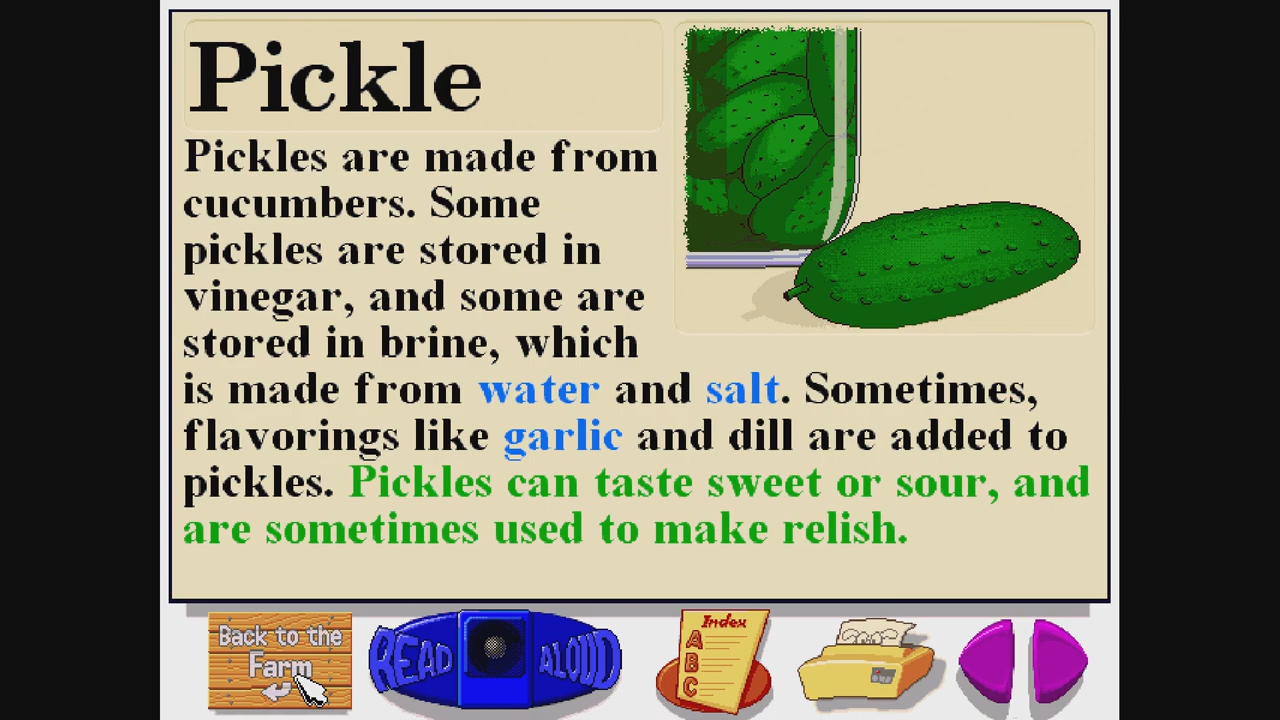 Pickle
Pickles are made from
cucumbers. Some
pickles are stored in
vinegar, and some are
stored in brine, which
is made from water and salt. Sometimes,
flavorings like garlic and dill are added to
pickles. Pickles can taste sweet or sour, and
are sometimes used to make relish.
Back to the
Farm
READ ALOUD
Index
A
B
C